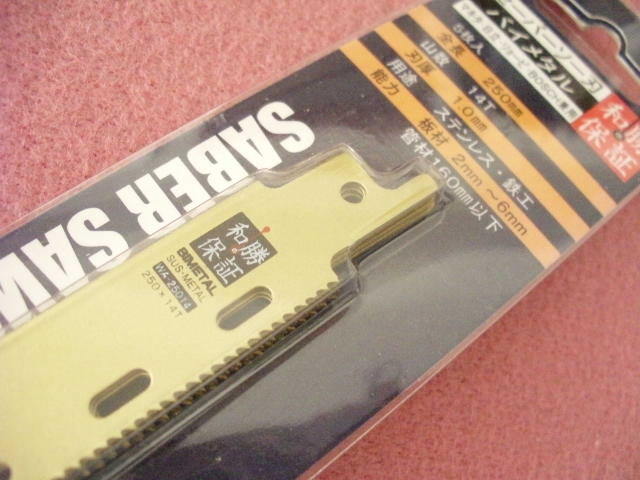 セーバーソー刃
バイメタル
マキタ・日立・リョービ BOSCH兼用
5枚入
全長 250mm
山数 14T
刃厚 1.0mm
用途 ステンレス・鉄工
能力 板材 2mm～6mm
管材160mm以下
和勝
保証
SABER SAW
和勝
保証
BIMETAL
SUS-METAL
250×14T